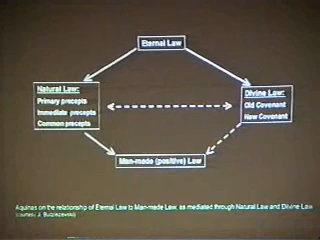 Eternal Law
Natural Law:
Primary precepts
Immediate precepts
Common precepts
Divine Law:
Old Covenant
New Covenant
Man-made (positive) Law
Aquinas on the relationship of Eternal Law to Man-made Law, as mediated through Natural Law and Divine Law
(courtesy J. Budziszewski)